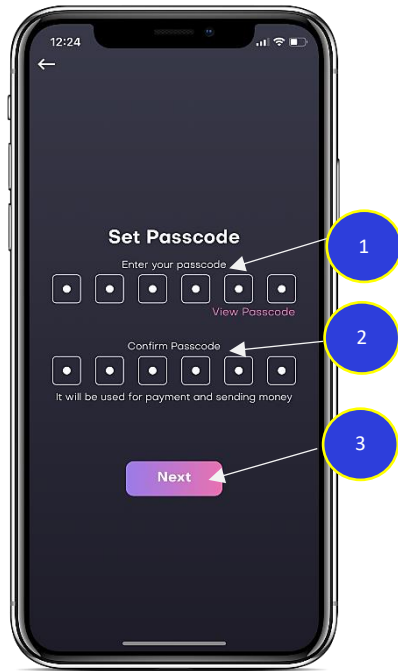 12:24
Set Passcode
Enter your passcode
1
View Passcode
Confirm Passcode
2
It will be used for payment and sending money
Next
3